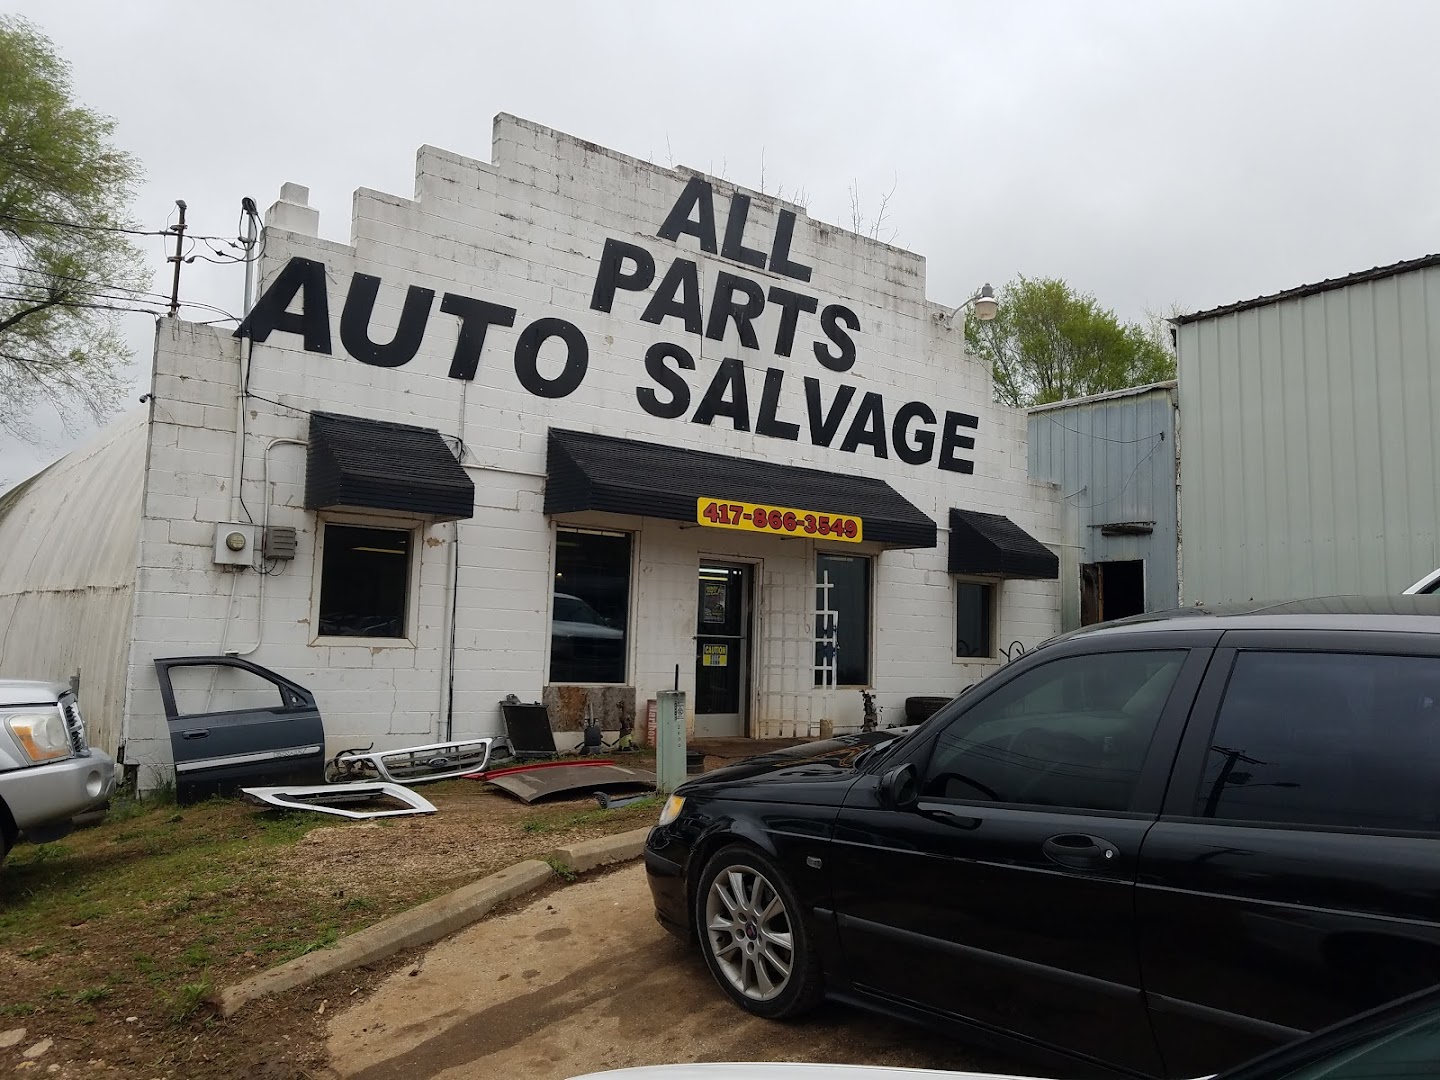 ALL
PARTS
AUTO SALVAGE
417-866-3549
CAUTION